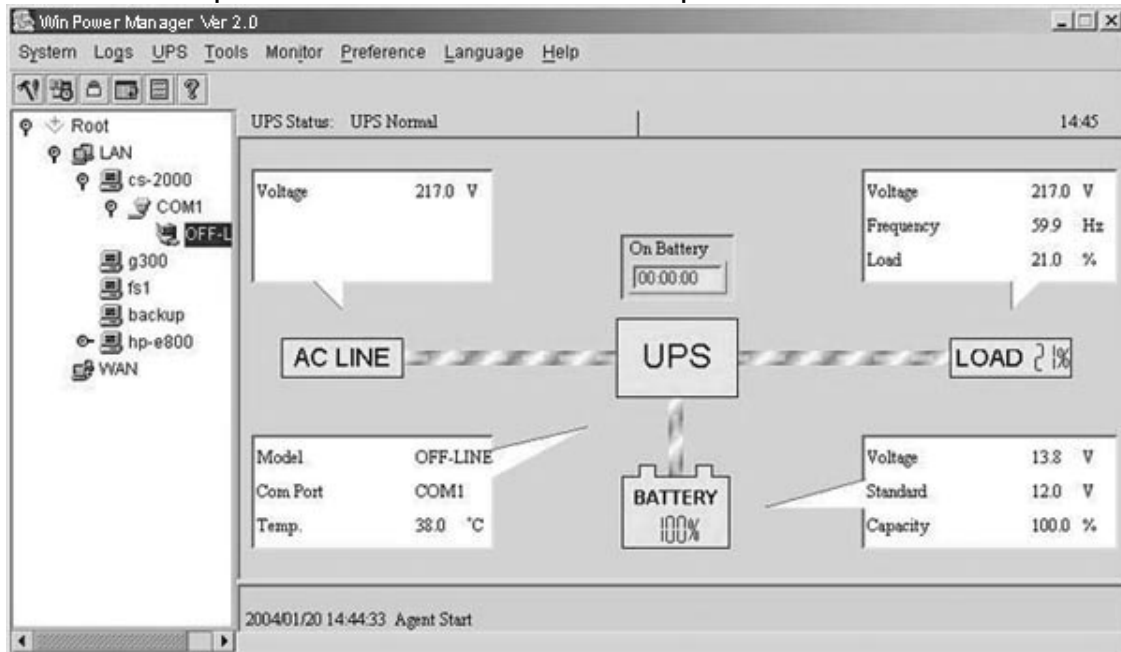 Win Power Manager Ver 2.0
System Logs UPS Tools Monitor Preference Language Help
Root
LAN
cs-2000
COM1
OFF-L
g300
fs1
backup
hp-e800
WAN
UPS Status: UPS Normal 14:45
Voltage 217.0 V
On Battery
00:00:00
Voltage 217.0 V
Frequency 59.9 Hz
Load 21.0 %
AC LINE
UPS
LOAD 21%
Model OFF-LINE
Com Port COM1
Temp. 38.0 °C
BATTERY
100%
Voltage 13.8 V
Standard 12.0 V
Capacity 100.0 %
2004/01/20 14:44:33 Agent Start